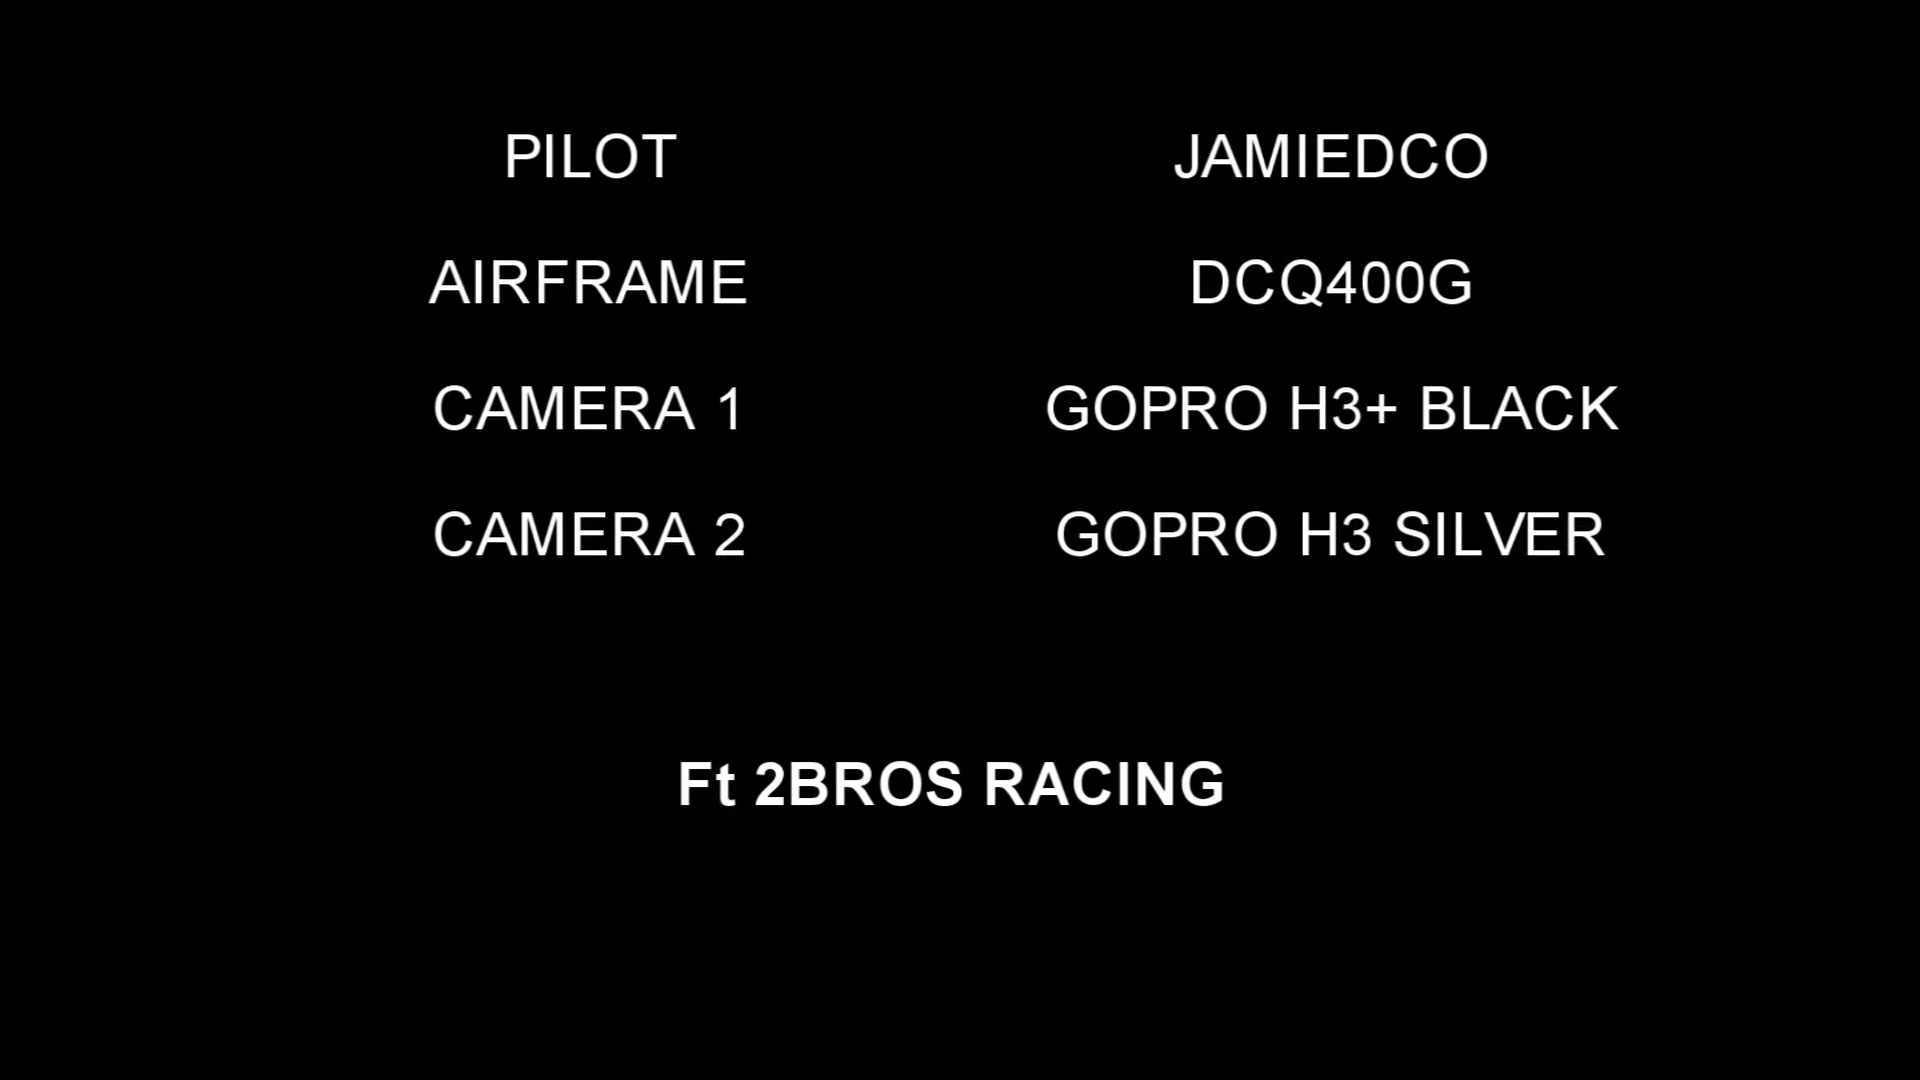 PILOT JAMIEDCO
AIRFRAME DCQ400G
CAMERA 1 GOPRO H3+ BLACK
CAMERA 2 GOPRO H3 SILVER
Ft 2BROS RACING